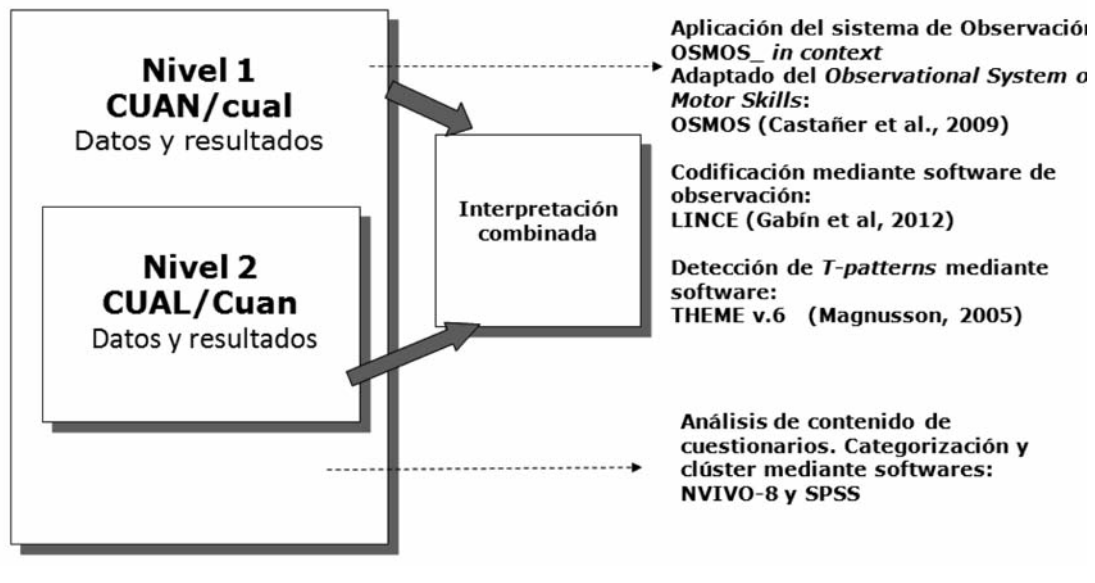 Nivel 1
CUAN/cual
Datos y resultados
Nivel 2
CUAL/Cuan
Datos y resultados
Interpretación
combinada
Aplicación del sistema de Observación
OSMOS_ in context
Adaptado del Observational System o
Motor Skills:
OSMOS (Castañer et al., 2009)
Codificación mediante software de
observación:
LINCE (Gabín et al, 2012)
Detección de T-patterns mediante
software:
THEME v.6 (Magnusson, 2005)
Análisis de contenido de
cuestionarios. Categorización y
clúster mediante softwares:
NVIVO-8 y SPSS